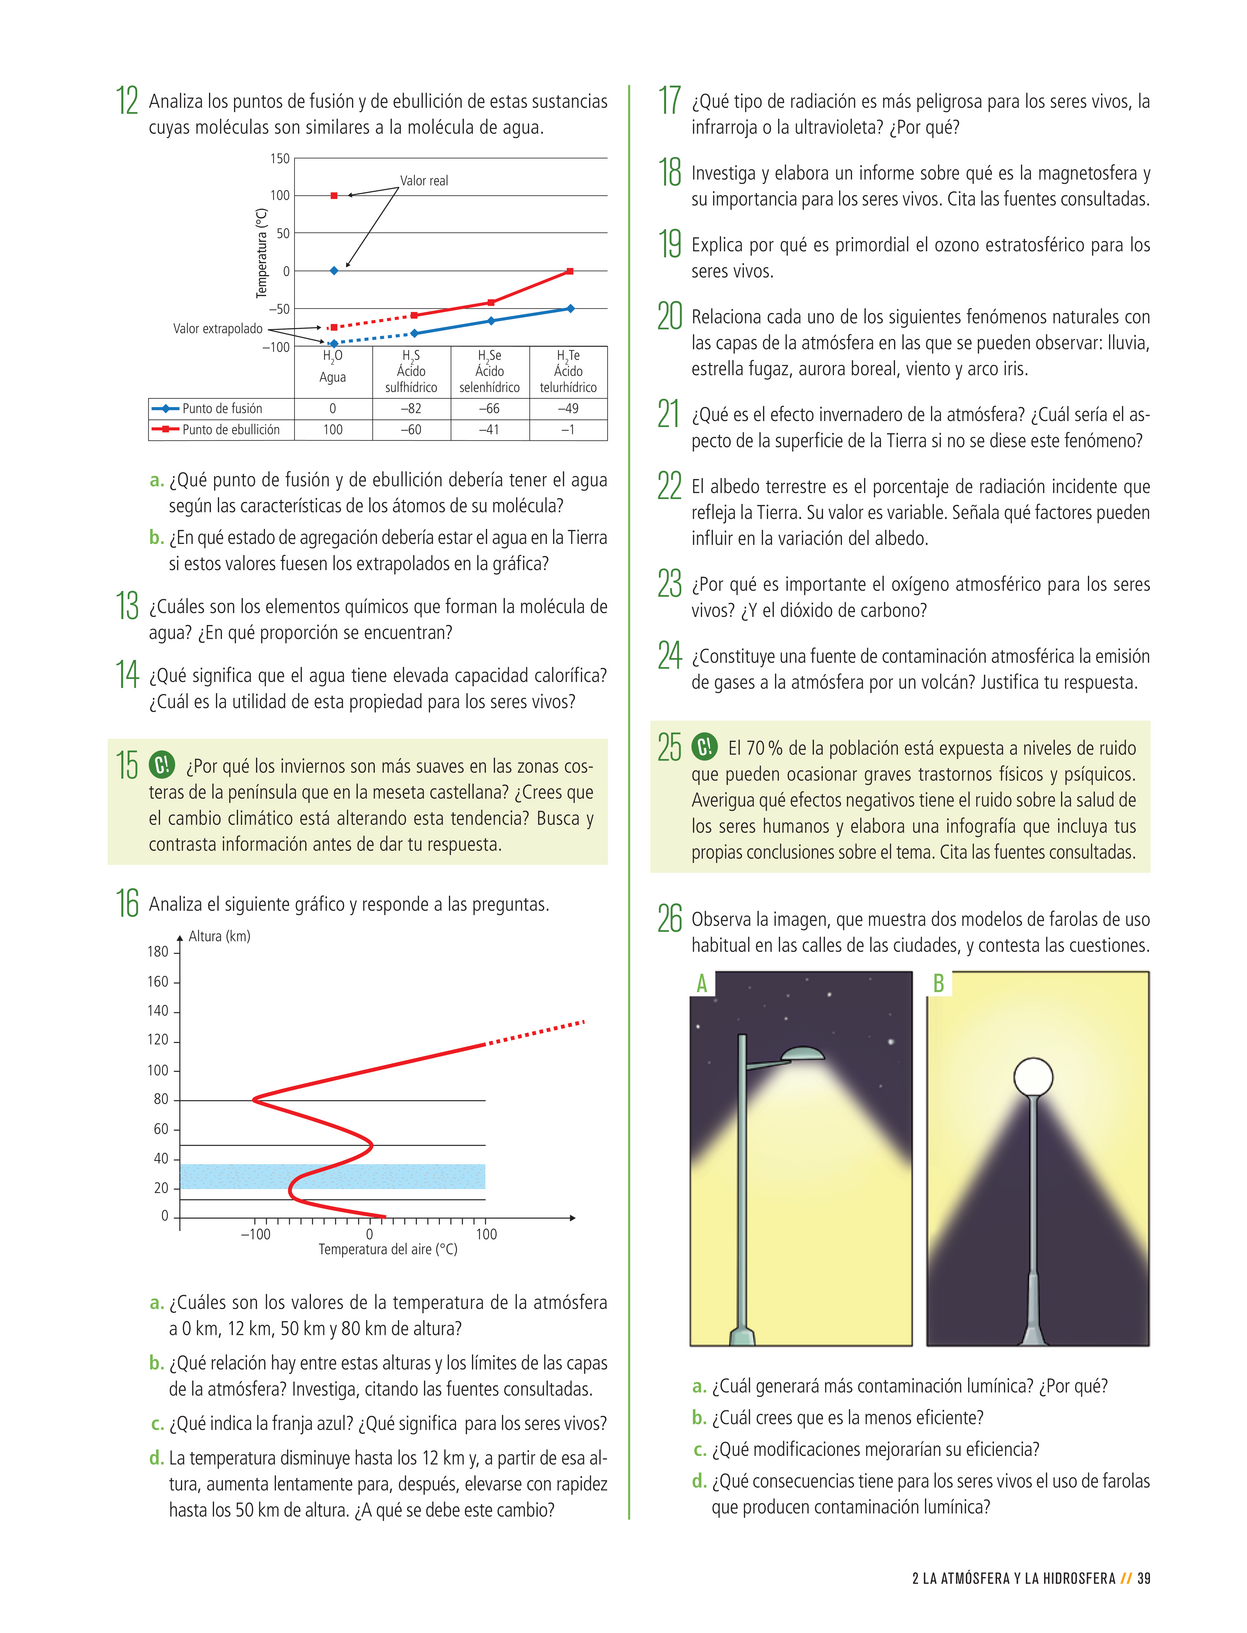 12 Analiza los puntos de fusión y de ebullición de estas sustancias
cuyas moléculas son similares a la molécula de agua.
150
100
50
0
–50
–100
Temperatura (°C)
Valor real
Valor extrapolado
H2O
Agua
H2S
Ácido
sulfhídrico
H2Se
Ácido
selenhídrico
H2Te
Ácido
telurhídrico
Punto de fusión 0 –82 –66 –49
Punto de ebullición 100 –60 –41 –1
a. ¿Qué punto de fusión y de ebullición debería tener el agua
según las características de los átomos de su molécula?
b. ¿En qué estado de agregación debería estar el agua en la Tierra
si estos valores fuesen los extrapolados en la gráfica?
13 ¿Cuáles son los elementos químicos que forman la molécula de
agua? ¿En qué proporción se encuentran?
14 ¿Qué significa que el agua tiene elevada capacidad calorífica?
¿Cuál es la utilidad de esta propiedad para los seres vivos?
15 C! ¿Por qué los inviernos son más suaves en las zonas cos-
teras de la península que en la meseta castellana? ¿Crees que
el cambio climático está alterando esta tendencia? Busca y
contrasta información antes de dar tu respuesta.
16 Analiza el siguiente gráfico y responde a las preguntas.
Altura (km)
180
160
140
120
100
80
60
40
20
0
–100 0 100
Temperatura del aire (°C)
a. ¿Cuáles son los valores de la temperatura de la atmósfera
a 0 km, 12 km, 50 km y 80 km de altura?
b. ¿Qué relación hay entre estas alturas y los límites de las capas
de la atmósfera? Investiga, citando las fuentes consultadas.
c. ¿Qué indica la franja azul? ¿Qué significa para los seres vivos?
d. La temperatura disminuye hasta los 12 km y, a partir de esa al-
tura, aumenta lentamente para, después, elevarse con rapidez
hasta los 50 km de altura. ¿A qué se debe este cambio?
17 ¿Qué tipo de radiación es más peligrosa para los seres vivos, la
infrarroja o la ultravioleta? ¿Por qué?
18 Investiga y elabora un informe sobre qué es la magnetosfera y
su importancia para los seres vivos. Cita las fuentes consultadas.
19 Explica por qué es primordial el ozono estratosférico para los
seres vivos.
20 Relaciona cada uno de los siguientes fenómenos naturales con
las capas de la atmósfera en las que se pueden observar: lluvia,
estrella fugaz, aurora boreal, viento y arco iris.
21 ¿Qué es el efecto invernadero de la atmósfera? ¿Cuál sería el as-
pecto de la superficie de la Tierra si no se diese este fenómeno?
22 El albedo terrestre es el porcentaje de radiación incidente que
refleja la Tierra. Su valor es variable. Señala qué factores pueden
influir en la variación del albedo.
23 ¿Por qué es importante el oxígeno atmosférico para los seres
vivos? ¿Y el dióxido de carbono?
24 ¿Constituye una fuente de contaminación atmosférica la emisión
de gases a la atmósfera por un volcán? Justifica tu respuesta.
25 C! El 70 % de la población está expuesta a niveles de ruido
que pueden ocasionar graves trastornos físicos y psíquicos.
Averigua qué efectos negativos tiene el ruido sobre la salud de
los seres humanos y elabora una infografía que incluya tus
propias conclusiones sobre el tema. Cita las fuentes consultadas.
26 Observa la imagen, que muestra dos modelos de farolas de uso
habitual en las calles de las ciudades, y contesta las cuestiones.
A
B
a. ¿Cuál generará más contaminación lumínica? ¿Por qué?
b. ¿Cuál crees que es la menos eficiente?
c. ¿Qué modificaciones mejorarían su eficiencia?
d. ¿Qué consecuencias tiene para los seres vivos el uso de farolas
que producen contaminación lumínica?
2 LA ATMÓSFERA Y LA HIDROSFERA // 39